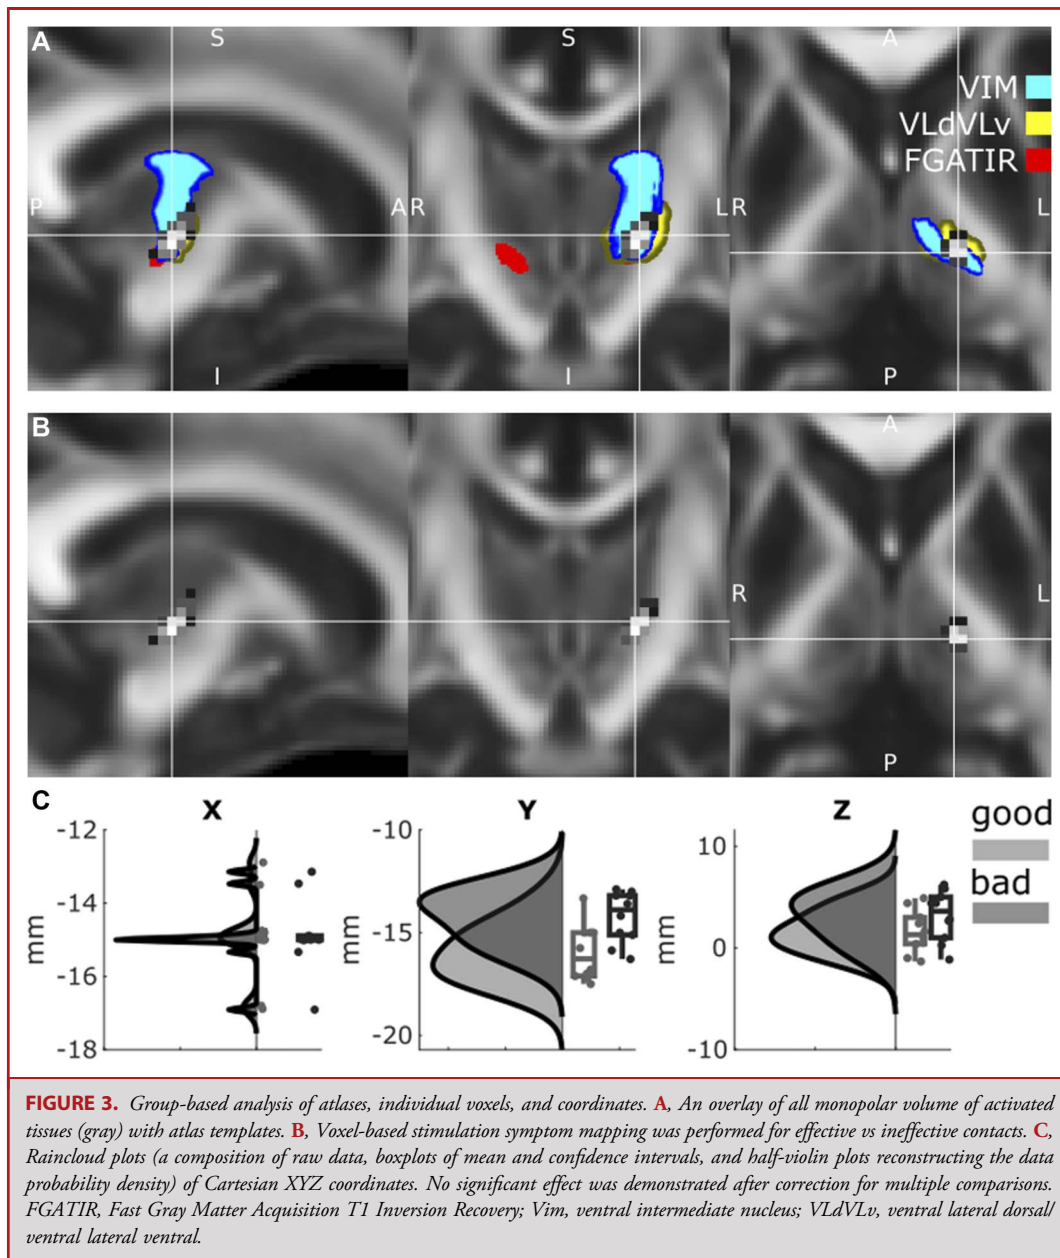 A
S
S
A
VIM
VLdVLv
FGATIR
P
A R
L R
L
I
I
P
B
A
R
L
P
C
X
Y
Z
-12
-14
-16
-18
mm
-10
-15
-20
mm
10
0
-10
mm
good
bad
FIGURE 3. Group-based analysis of atlases, individual voxels, and coordinates. A, An overlay of all monopolar volume of activated
tissues (gray) with atlas templates. B, Voxel-based stimulation symptom mapping was performed for effective vs ineffective contacts. C,
Raincloud plots (a composition of raw data, boxplots of mean and confidence intervals, and half-violin plots reconstructing the data
probability density) of Cartesian XYZ coordinates. No significant effect was demonstrated after correction for multiple comparisons.
FGATIR, Fast Gray Matter Acquisition T1 Inversion Recovery; Vim, ventral intermediate nucleus; VLdVLv, ventral lateral dorsal/
ventral lateral ventral.